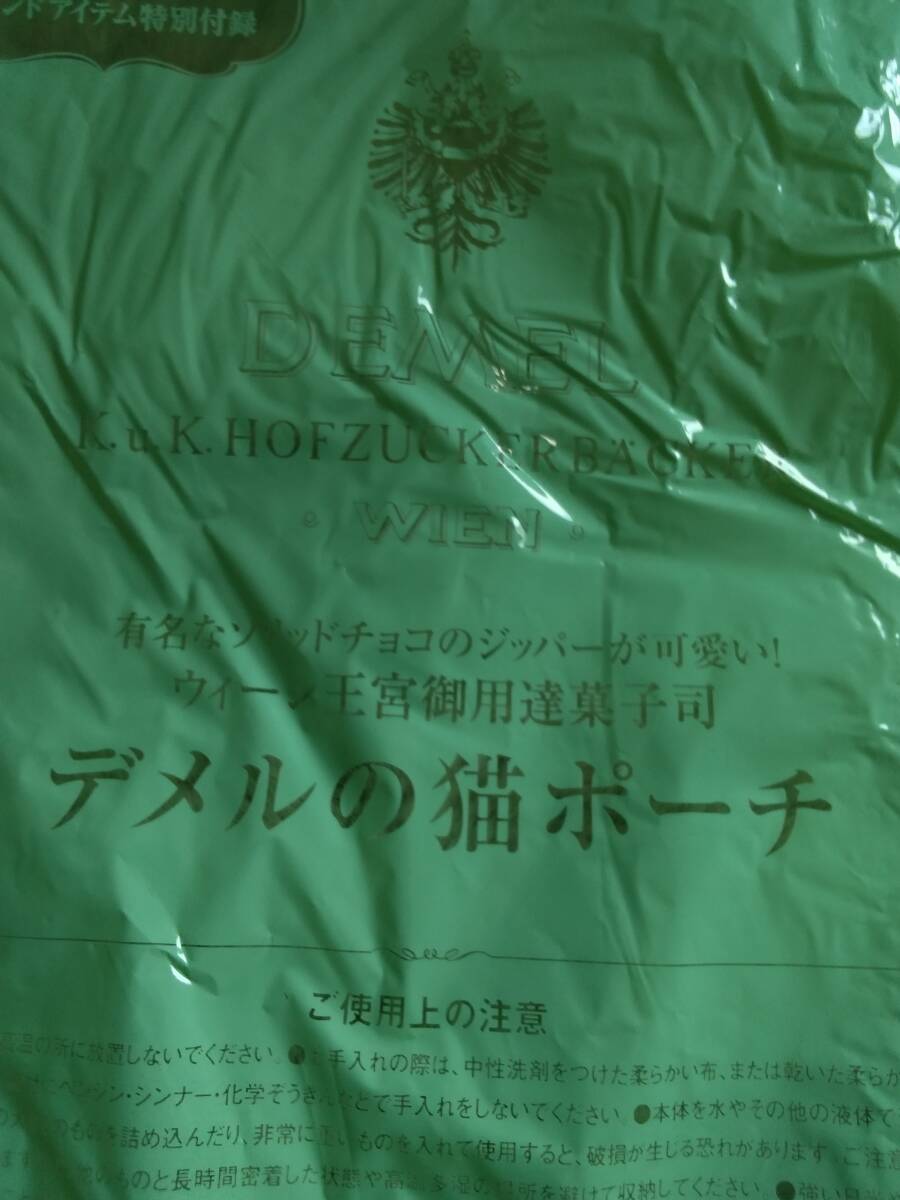 ンドアイテム特別付録
DEMEL
K.u.K.HOFZUCKERBÄCKE
WIEN
有名なソリッドチョコのジッパーが可愛い!
ウィーン王宮御用達菓子司
デメルの猫ポーチ
ご使用上の注意
高温の所に放置しないでください。●お手入れの際は、中性洗剤をつけた柔らかい布、または乾いた柔らか
ベンジン・シンナー・化学ぞうきんなどで手入れをしないでください。●本体を水やその他の液体で
のものを詰め込んだり、非常に重いものを入れて使用すると、破損が生じる恐れがあります。ご注意
ます 他のものと長時間密着した状態や高温多湿の場所を避けて収納してください。●強い